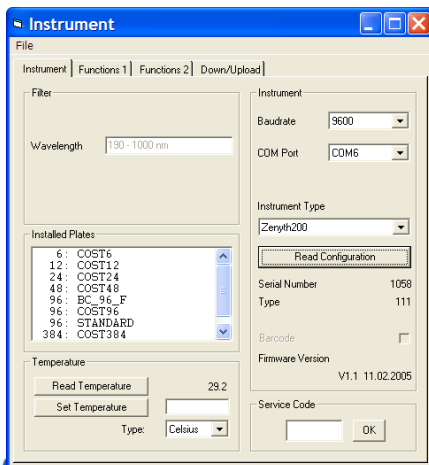 Instrument
File
Instrument Functions 1 Functions 2 Down/Upload
Filter
Wavelength 190 - 1000 nm
Installed Plates
6: COST6
12: COST12
24: COST24
48: COST48
96: BC_96_F
96: COST96
96: STANDARD
384: COST384
Temperature
Read Temperature 29.2
Set Temperature
Type: Celsius
Instrument
Baudrate 9600
COM Port COM6
Instrument Type
Zenyth200
Read Configuration
Serial Number 1058
Type 111
Barcode
Firmware Version
V1.1 11.02.2005
Service Code
OK